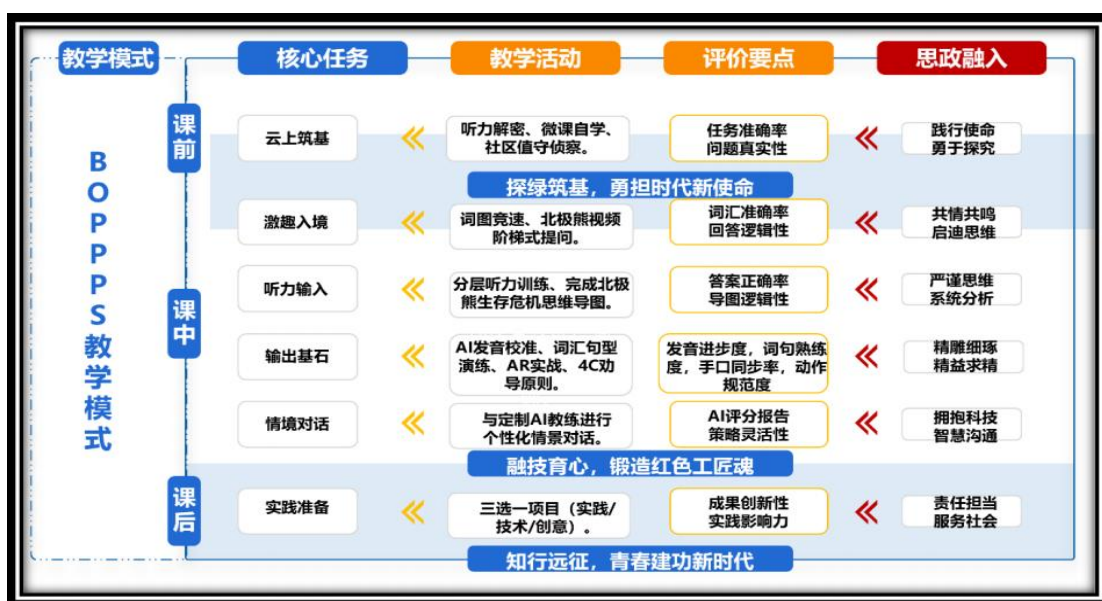 教学模式
核心任务
教学活动
评价要点
思政融入
BOPPPS教学模式
课前
云上筑基
听力解密、微课自学、
社区值守侦察。
任务准确率
问题真实性
践行使命
勇于探究
探绿筑基，勇担时代新使命
课中
激趣入境
词图竞速、北极熊视频
阶梯式提问。
词汇准确率
回答逻辑性
共情共鸣
启迪思维
听力输入
分层听力训练、完成北极
熊生存危机思维导图。
答案正确率
导图逻辑性
严谨思维
系统分析
输出基石
AI发音校准、词汇句型
演练、AR实战、4C劝
导原则。
发音进步度，词句熟练
度，手口同步率，动作
规范度
精雕细琢
精益求精
情境对话
与定制AI教练进行
个性化情景对话。
AI评分报告
策略灵活性
拥抱科技
智慧沟通
融技育心，锻造红色工匠魂
课后
实践准备
三选一项目（实践/
技术/创意）。
成果创新性
实践影响力
责任担当
服务社会
知行远征，青春建功新时代